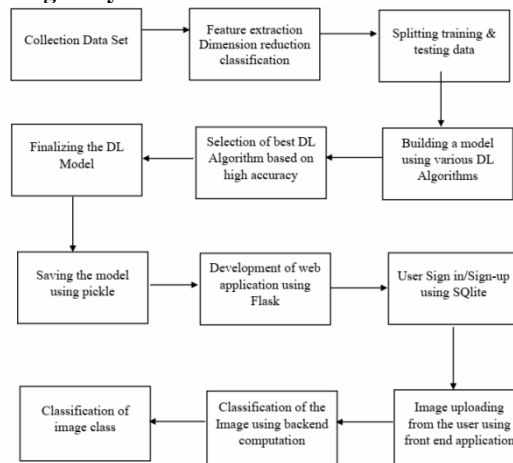 Collection Data Set
Feature extraction
Dimension reduction
classification
Splitting training &
testing data
Building a model
using various DL
Algorithms
Selection of best DL
Algorithm based on
high accuracy
Finalizing the DL
Model
Saving the model
using pickle
Development of web
application using
Flask
User Sign in/Sign-up
using SQlite
Image uploading
from the user using
front end application
Classification of the
Image using backend
computation
Classification of
image class